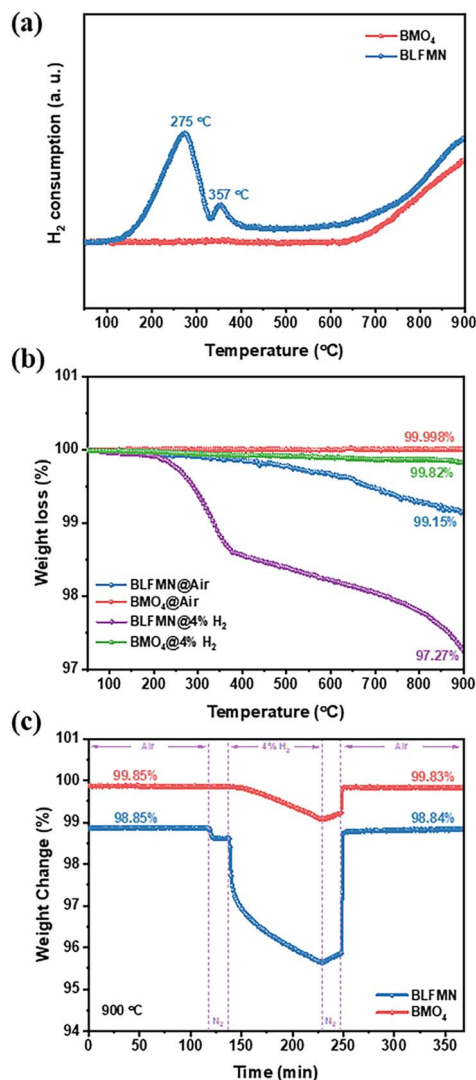 (a)
BMO₄
BLFMN
275 °C
357 °C
H₂ consumption (a. u.)
100 200 300 400 500 600 700 800 900
Temperature (°C)
(b)
101
100
99
98
97
99.998%
99.82%
99.15%
97.27%
BLFMN@Air
BMO₄@Air
BLFMN@4% H₂
BMO₄@4% H₂
Weight loss (%)
100 200 300 400 500 600 700 800 900
Temperature (°C)
(c)
101
100
99
98
97
96
95
94
Air 4% H₂ Air
99.85% 99.83%
98.85% 98.84%
Weight Change (%)
900 °C
N₂ N₂
BLFMN
BMO₄
0 50 100 150 200 250 300 350
Time (min)